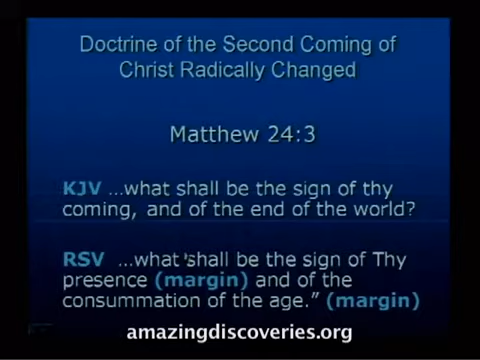 Doctrine of the Second Coming of
Christ Radically Changed
Matthew 24:3
KJV ...what shall be the sign of thy
coming, and of the end of the world?
RSV ...what shall be the sign of Thy
presence (margin) and of the
consummation of the age.” (margin)
amazingdiscoveries.org